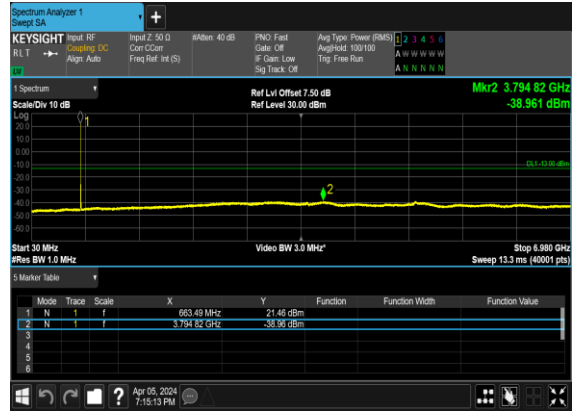 Spectrum Analyzer 1
Swept SA
+
KEYSIGHT Input: RF Input Z: 50 Ω #Atten: 40 dB PNO: Fast Avg Type: Power (RMS) 1 2 3 4 5 6
RLT Coupling: DC Corr CCorr Gate: Off Avg|Hold: 100/100 A W W W W W
Align: Auto Freq Ref: Int (S) IF Gain: Low Trig: Free Run
Sig Track: Off A N N N N N
1 Spectrum Ref Lvl Offset 7.50 dB Mkr2 3.794 82 GHz
Scale/Div 10 dB Ref Level 30.00 dBm -38.961 dBm
Log
20.0
10.0
0.00
-10.0 DL1 -13.00 dBm
-20.0
-30.0
-40.0
-50.0
-60.0
1
2
Start 30 MHz Video BW 3.0 MHz* Stop 6.980 GHz
#Res BW 1.0 MHz Sweep 13.3 ms (40001 pts)
5 Marker Table
Mode Trace Scale X Y Function Function Width Function Value
1 N 1 f 663.49 MHz 21.46 dBm
2 N 1 f 3.794 82 GHz -38.96 dBm
3
4
5
6
? Apr 05, 2024
7:15:13 PM